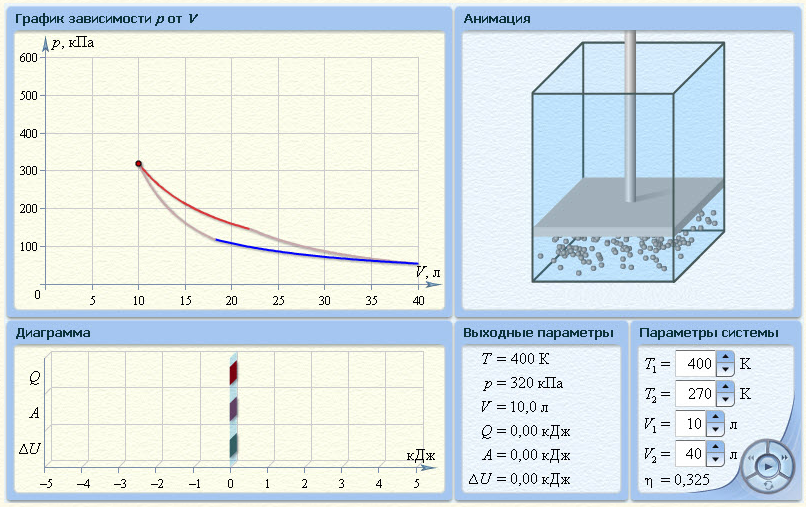 График зависимости p от V
p, кПа
600
500
400
300
200
100
0
5
10
15
20
25
30
35
40
V, л
Анимация
Диаграмма
Q
A
ΔU
кДж
–5
–4
–3
–2
–1
0
1
2
3
4
5
Выходные параметры
T = 400 К
p = 320 кПа
V = 10,0 л
Q = 0,00 кДж
A = 0,00 кДж
ΔU = 0,00 кДж
Параметры системы
T1 = 400 К
T2 = 270 К
V1 = 10 л
V2 = 40 л
η = 0,325